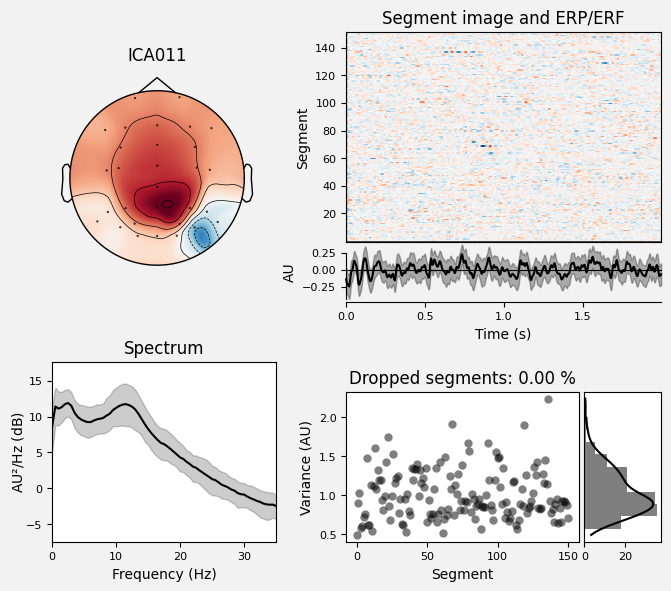 ICA011
Segment image and ERP/ERF
Segment
140
120
100
80
60
40
20
AU
0.25
0.00
−0.25
0.0 0.5 1.0 1.5
Time (s)
Spectrum
AU²/Hz (dB)
15
10
5
0
−5
0 10 20 30
Frequency (Hz)
Dropped segments: 0.00 %
Variance (AU)
2.0
1.5
1.0
0.5
0 50 100 150
Segment
0 20